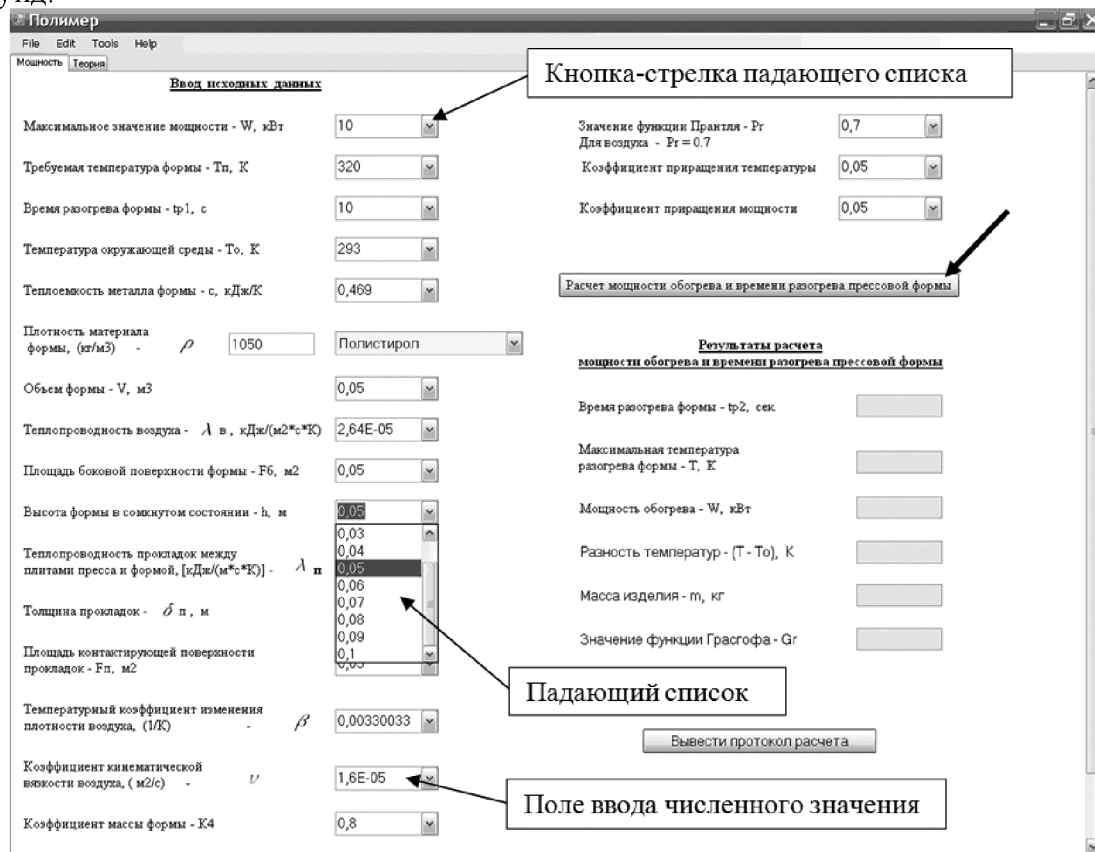 Полимер
File Edit Tools Help
Мощность Теория
Ввод исходных данных
Кнопка-стрелка падающего списка
Максимальное значение мощности - W, кВт 10
Требуемая температура формы - Тп, К 320
Время разогрева формы - tp1, с 10
Температура окружающей среды - То, К 293
Теплоемкость металла формы - с, кДж/К 0,469
Плотность материала
формы, (кг/м3) - ρ 1050 Полистирол
Объем формы - V, м3 0,05
Теплопроводность воздуха - λ в, кДж/(м2*с*К) 2,64E-05
Площадь боковой поверхности формы - Fб, м2 0,05
Высота формы в сомкнутом состоянии - h, м 0,05
0,03
0,04
0,05
0,06
0,07
0,08
0,09
0,1
Теплопроводность прокладок между
плитами пресса и формой, [кДж/(м*с*К)] - λ п
Толщина прокладок - δ п, м
Площадь контактирующей поверхности
прокладок - Fп, м2
Температурный коэффициент изменения
плотности воздуха, (1/К) - β 0,00330033
Коэффициент кинематической
вязкости воздуха, ( м2/с) - ν 1,6E-05
Коэффициент массы формы - К4 0,8
Значение функции Прантля - Pr 0,7
Для воздуха - Pr = 0.7
Коэффициент приращения температуры 0,05
Коэффициент приращения мощности 0,05
Расчет мощности обогрева и времени разогрева прессовой формы
Результаты расчета
мощности обогрева и времени разогрева прессовой формы
Время разогрева формы - tp2, сек
Максимальная температура
разогрева формы - Т, К
Мощность обогрева - W, кВт
Разность температур - (Т - То), К
Масса изделия - m, кг
Значение функции Грасгофа - Gr
Падающий список
Вывести протокол расчета
Поле ввода численного значения